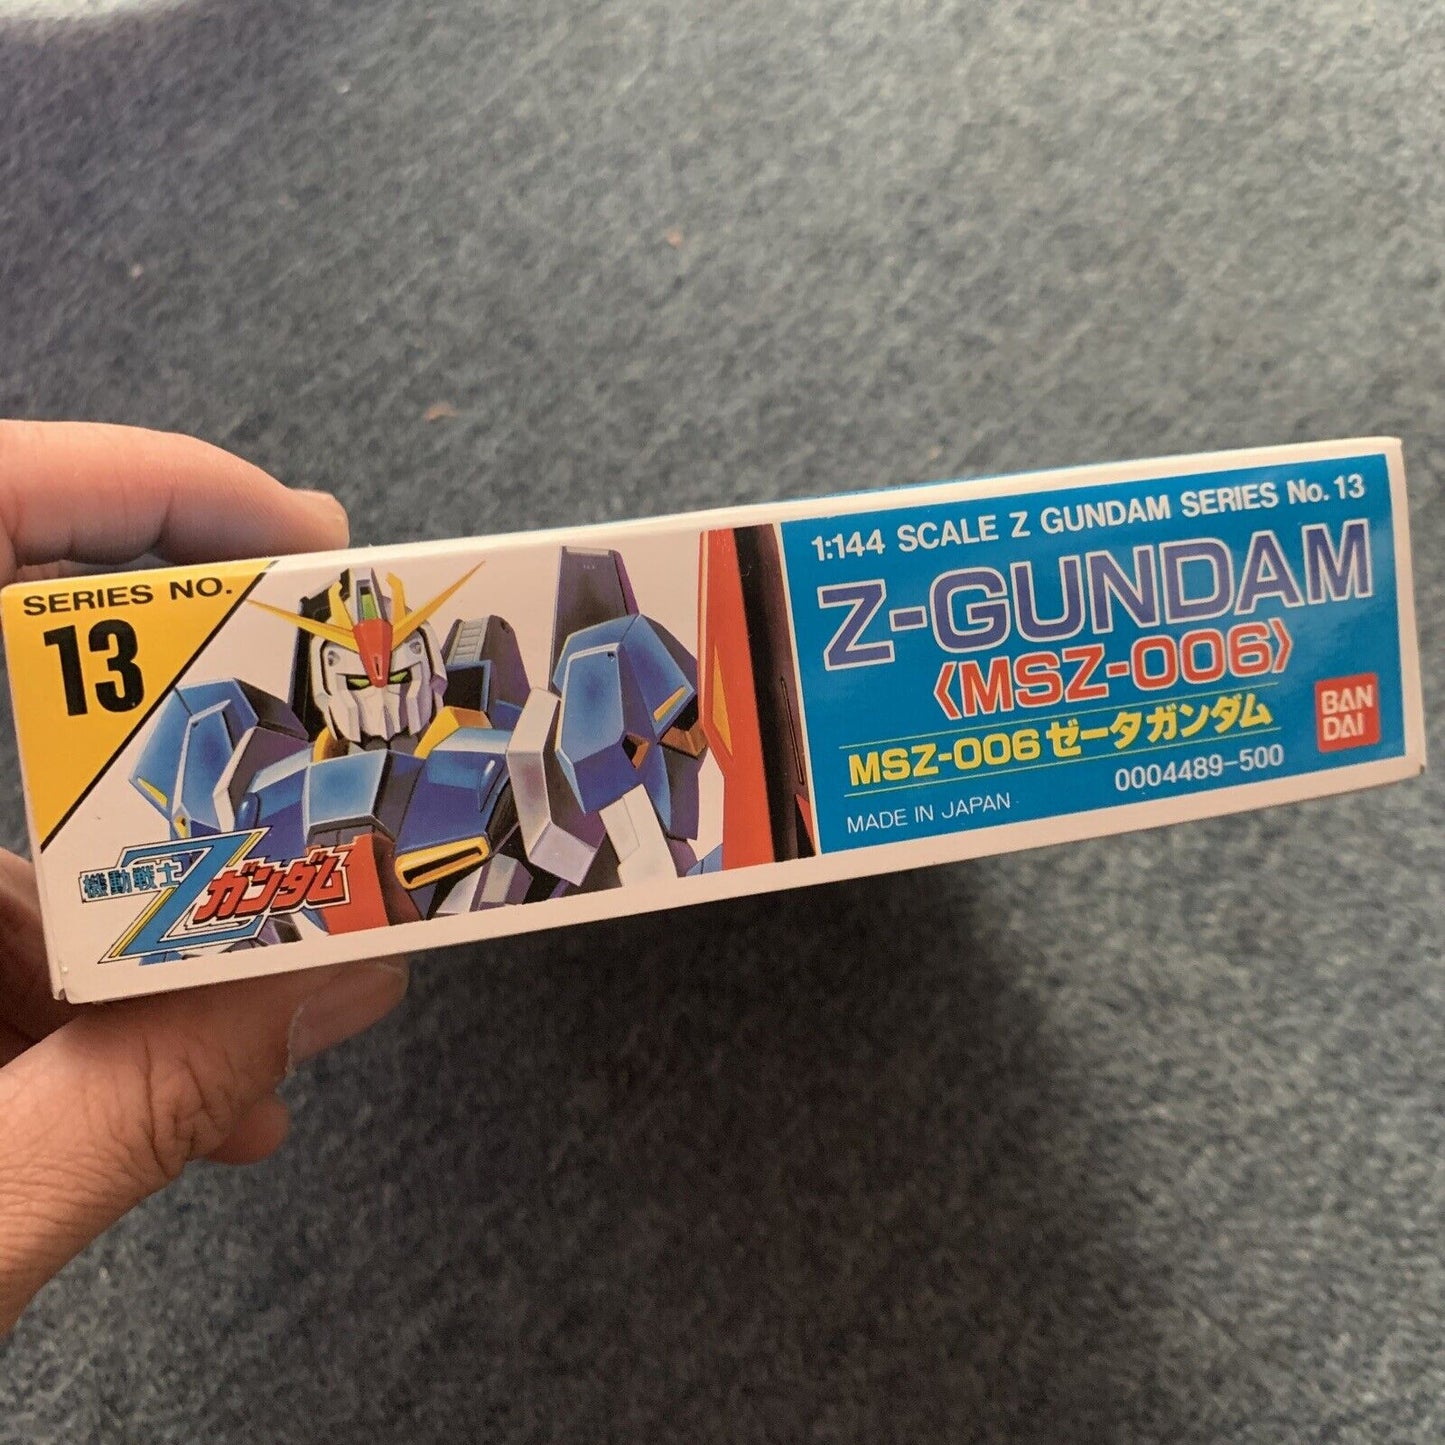 SERIES NO.
13
機動戦士
Z
ガンダム
1:144 SCALE Z GUNDAM SERIES No. 13
Z-GUNDAM
《MSZ-006》
MSZ-006 ゼータガンダム
0004489-500
MADE IN JAPAN
BAN
DAI